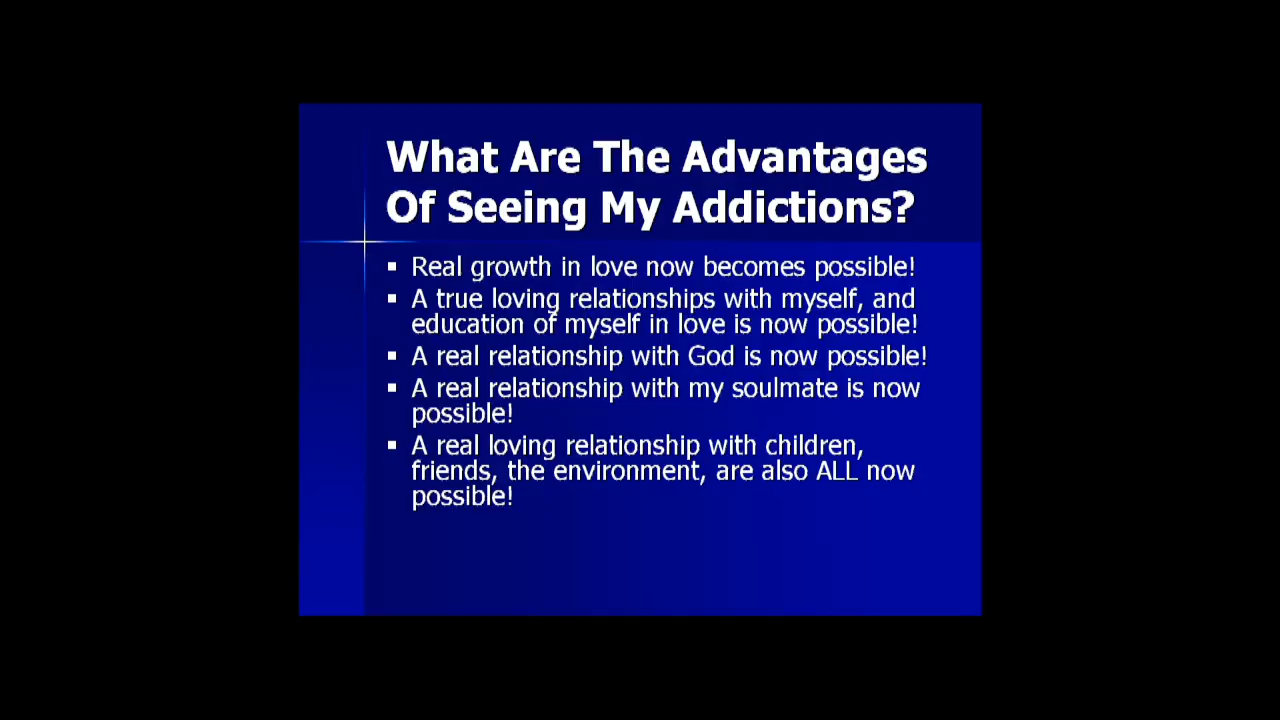 What Are The Advantages
Of Seeing My Addictions?
▪ Real growth in love now becomes possible!
▪ A true loving relationships with myself, and
education of myself in love is now possible!
▪ A real relationship with God is now possible!
▪ A real relationship with my soulmate is now
possible!
▪ A real loving relationship with children,
friends, the environment, are also ALL now
possible!